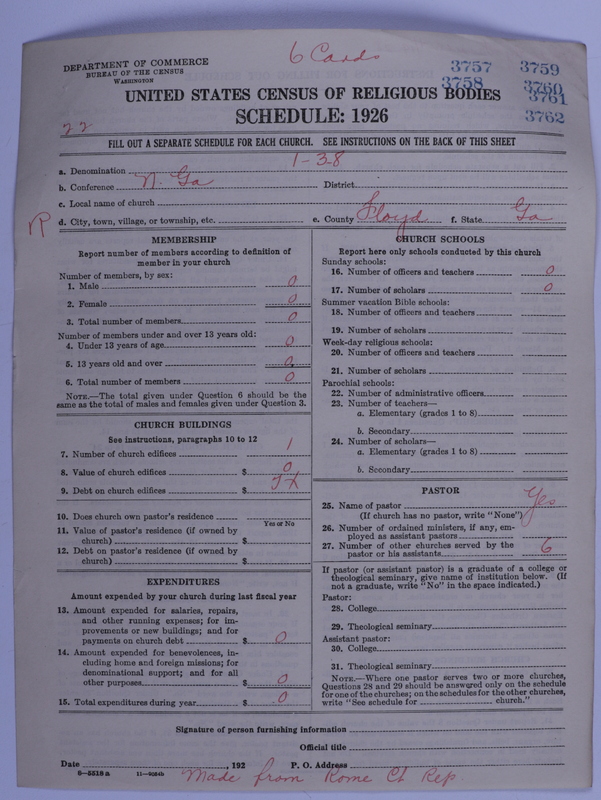 6 Cards
DEPARTMENT OF COMMERCE
BUREAU OF THE CENSUS
WASHINGTON
3757 3759
3758 3760
3761
3762
UNITED STATES CENSUS OF RELIGIOUS BODIES
SCHEDULE: 1926
22
FILL OUT A SEPARATE SCHEDULE FOR EACH CHURCH. SEE INSTRUCTIONS ON THE BACK OF THIS SHEET
a. Denomination 1-38
b. Conference N. Ga District
c. Local name of church
R d. City, town, village, or township, etc. e. County Floyd f. State Ga
MEMBERSHIP
Report number of members according to definition of
member in your church
Number of members, by sex:
1. Male 0
2. Female 0
3. Total number of members 0
Number of members under and over 13 years old:
4. Under 13 years of age 0
5. 13 years old and over 0
6. Total number of members 0
NOTE.—The total given under Question 6 should be
same as the total of males and females given under Question 3.
CHURCH BUILDINGS
See instructions, paragraphs 10 to 12
7. Number of church edifices 1
8. Value of church edifices $ 0
9. Debt on church edifices $
10. Does church own pastor's residence
Yes or No
11. Value of pastor's residence (if owned by
church) $
12. Debt on pastor's residence (if owned by
church) $
EXPENDITURES
Amount expended by your church during last fiscal year
13. Amount expended for salaries, repairs,
and other running expenses; for im-
provements or new buildings; and for
payments on church debt $ 0
14. Amount expended for benevolences, in-
cluding home and foreign missions; for
denominational support; and for all
other purposes $ 0
15. Total expenditures during year $ 0
CHURCH SCHOOLS
Report here only schools conducted by this church
Sunday schools:
16. Number of officers and teachers 0
17. Number of scholars 0
Summer vacation Bible schools:
18. Number of officers and teachers
19. Number of scholars
Week-day religious schools:
20. Number of officers and teachers
21. Number of scholars
Parochial schools:
22. Number of administrative officers
23. Number of teachers—
a. Elementary (grades 1 to 8)
b. Secondary
24. Number of scholars—
a. Elementary (grades 1 to 8)
b. Secondary
PASTOR
25. Name of pastor Yes
(If church has no pastor, write "None")
26. Number of ordained ministers, if any, em-
ployed as assistant pastors
27. Number of other churches served by the
pastor or his assistants 6
If pastor (or assistant pastor) is a graduate of a college or
theological seminary, give name of institution below. (If
not a graduate, write "No" in the space indicated.)
Pastor:
28. College
29. Theological seminary
Assistant pastor:
30. College
31. Theological seminary
NOTE.—Where one pastor serves two or more churches,
Questions 28 and 29 should be answered only on the schedule
for one of the churches; on the schedules for the other churches,
write "See schedule for church."
Signature of person furnishing information
Official title
Date , 192 P. O. Address
8—5518a 11—9034b
Made from Rome Ch Rep.